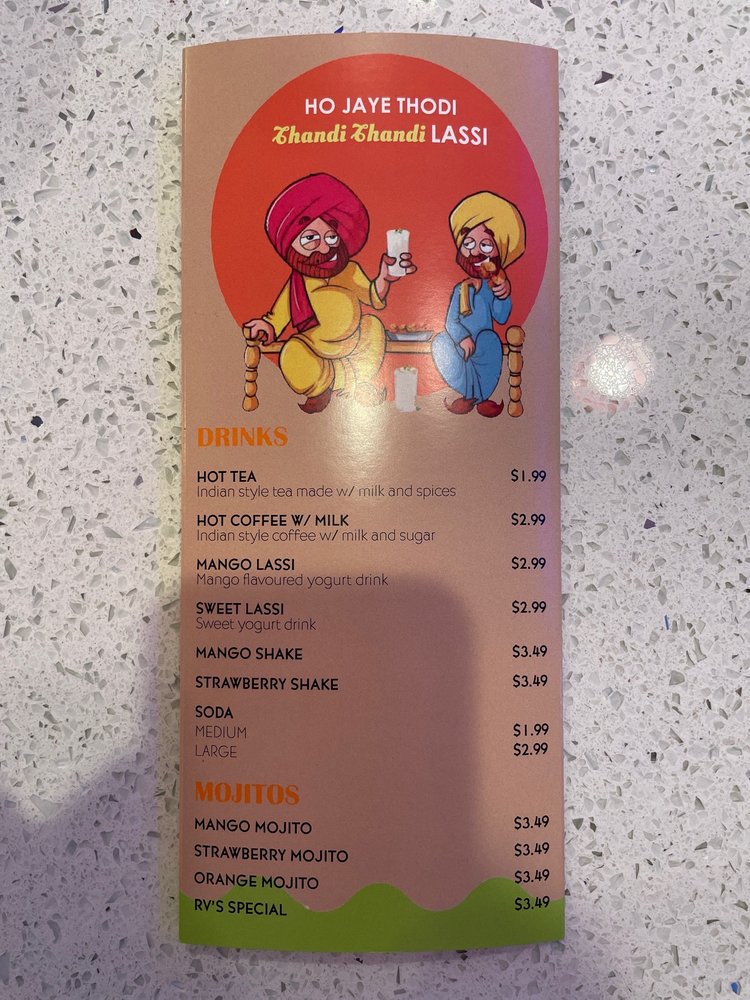 HO JAYE THODI
Thandi Thandi LASSI
DRINKS
HOT TEA $1.99
Indian style tea made w/ milk and spices
HOT COFFEE W/ MILK $2.99
Indian style coffee w/ milk and sugar
MANGO LASSI $2.99
Mango flavoured yogurt drink
SWEET LASSI $2.99
Sweet yogurt drink
MANGO SHAKE $3.49
STRAWBERRY SHAKE $3.49
SODA
MEDIUM $1.99
LARGE $2.99
MOJITOS
MANGO MOJITO $3.49
STRAWBERRY MOJITO $3.49
ORANGE MOJITO $3.49
RV'S SPECIAL $3.49